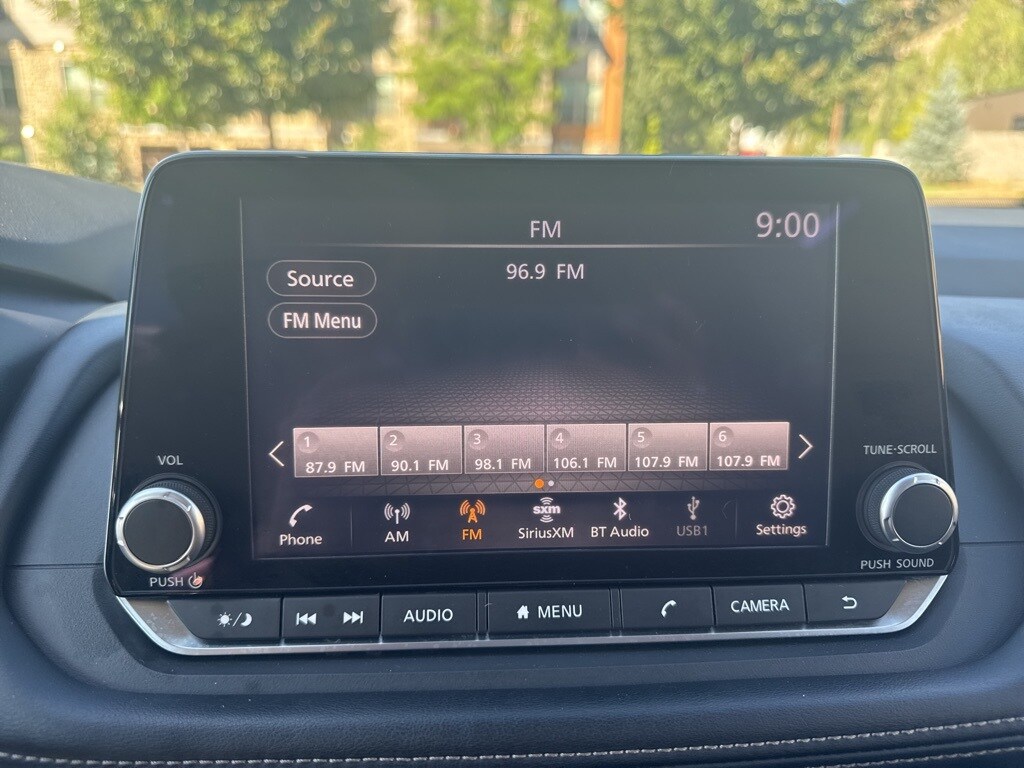 FM 9:00
Source 96.9 FM
FM Menu
1 2 3 4 5 6
87.9 FM 90.1 FM 98.1 FM 106.1 FM 107.9 FM 107.9 FM
VOL
TUNE·SCROLL
sxm
Phone AM FM SiriusXM BT Audio USB1 Settings
PUSH
PUSH SOUND
AUDIO MENU CAMERA